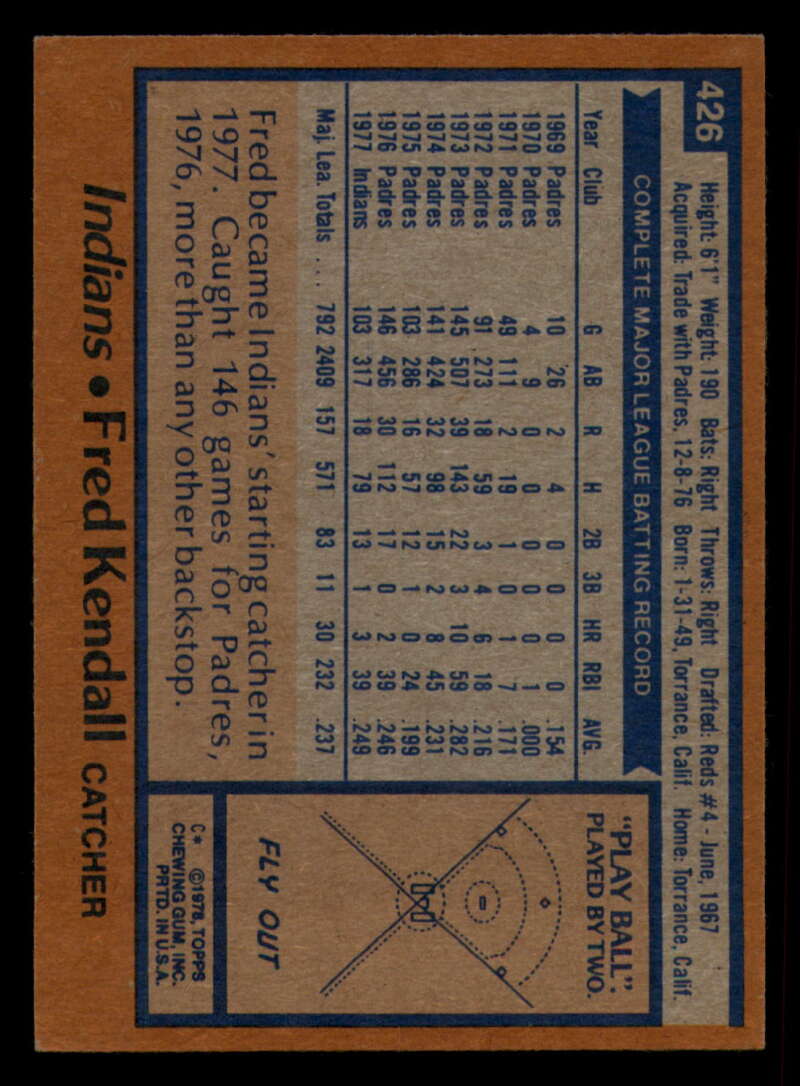 426
Height: 6'1" Weight: 190 Bats: Right Throws: Right Drafted: Reds #4 - June, 1967
Acquired: Trade with Padres, 12-8-76 Born: 1-31-49, Torrance, Calif. Home: Torrance, Calif.
COMPLETE MAJOR LEAGUE BATTING RECORD
Year Club G AB R H 2B 3B HR RBI AVG.
1969 Padres 10 26 2 4 0 0 0 0 .154
1970 Padres 4 9 0 0 0 0 0 1 .000
1971 Padres 49 111 2 19 1 0 1 7 .171
1972 Padres 91 273 18 59 3 4 6 18 .216
1973 Padres 145 507 39 143 22 3 10 59 .282
1974 Padres 141 424 32 98 15 2 8 45 .231
1975 Padres 103 286 16 57 12 1 0 24 .199
1976 Padres 146 456 30 112 17 0 2 39 .246
1977 Indians 103 317 18 79 13 1 3 39 .249
Maj. Lea. Totals . . . 792 2409 157 571 83 11 30 232 .237
Fred became Indians' starting catcher in
1977. Caught 146 games for Padres,
1976, more than any other backstop.
"PLAY BALL":
PLAYED BY TWO.
FLY OUT
C* ©1978, TOPPS
CHEWING GUM, INC.
PRTD. IN U.S.A.
Indians • Fred Kendall CATCHER